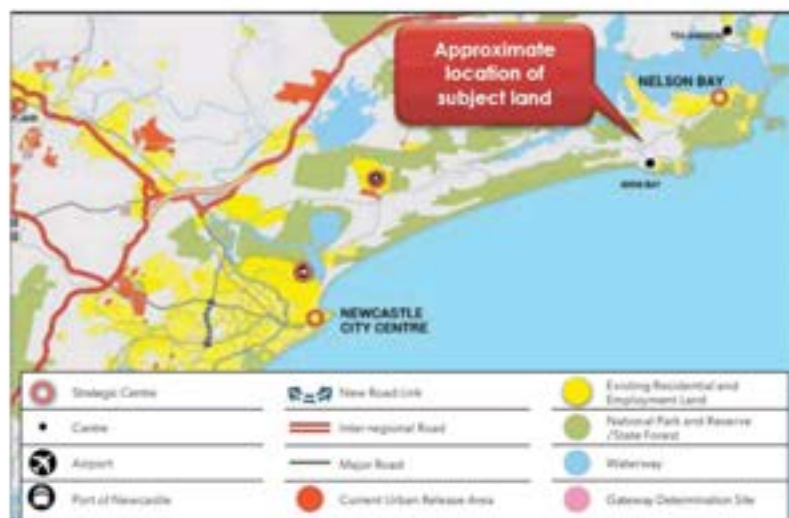 Approximate
location of
subject land
NELSON BAY
ANNA BAY
NEWCASTLE
CITY CENTRE
Strategic Centre
New Road Link
Existing Residential and
Employment Land
Centre
Inter-regional Road
National Park and Reserve
/State Forest
Airport
Major Road
Waterway
Port of Newcastle
Current Urban Release Area
Gateway Determination Site